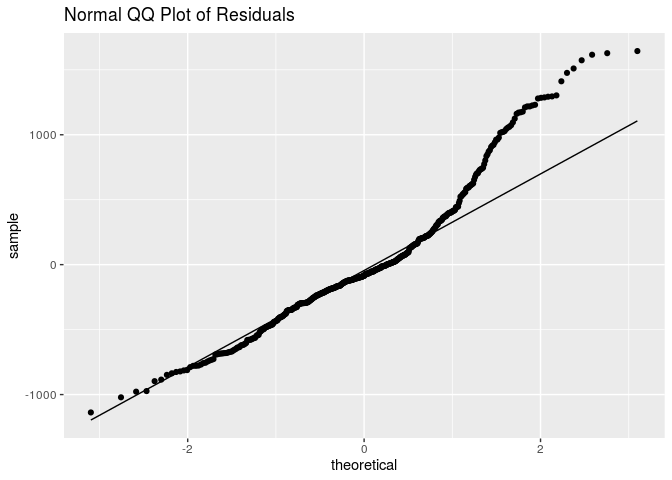 Normal QQ Plot of Residuals
1000
0
-1000
sample
-2
0
2
theoretical